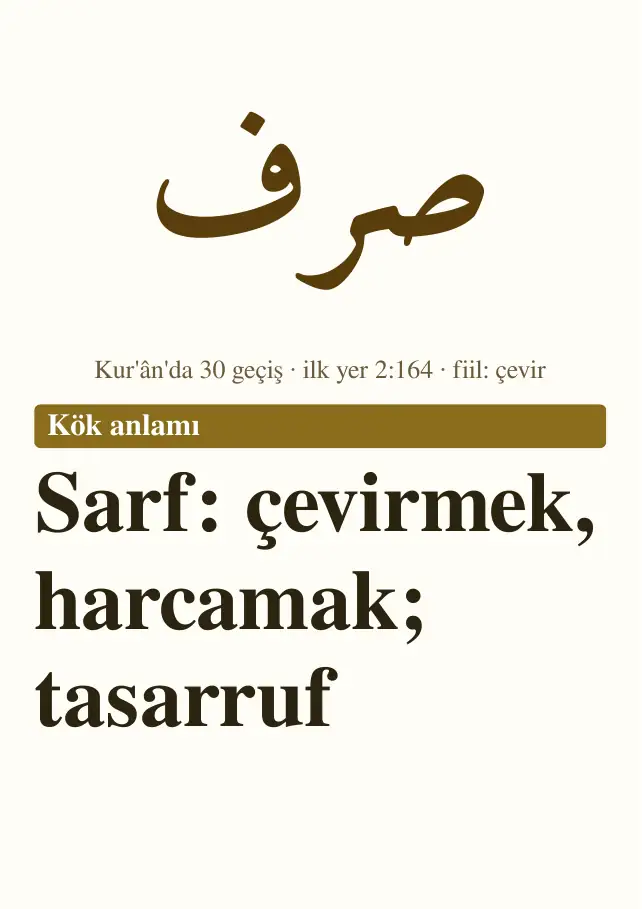 صرف
Kur'ân'da 30 geçiş · ilk yer 2:164 · fiil: çevir
Kök anlamı
Sarf: çevirmek,
harcamak;
tasarruf